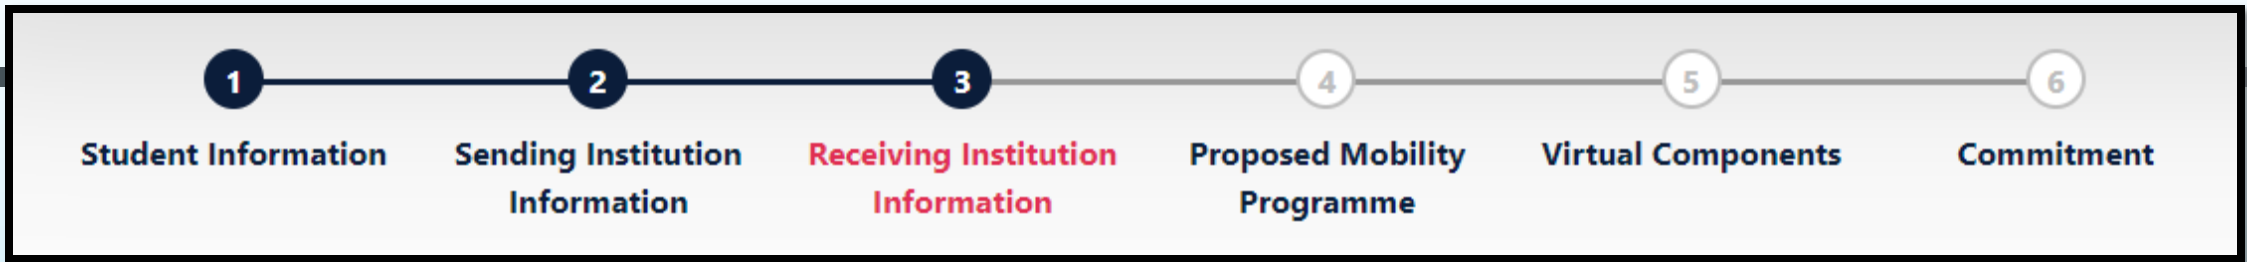 1 2 3 4 5 6
Student Information
Sending Institution
Information
Receiving Institution
Information
Proposed Mobility
Programme
Virtual Components
Commitment